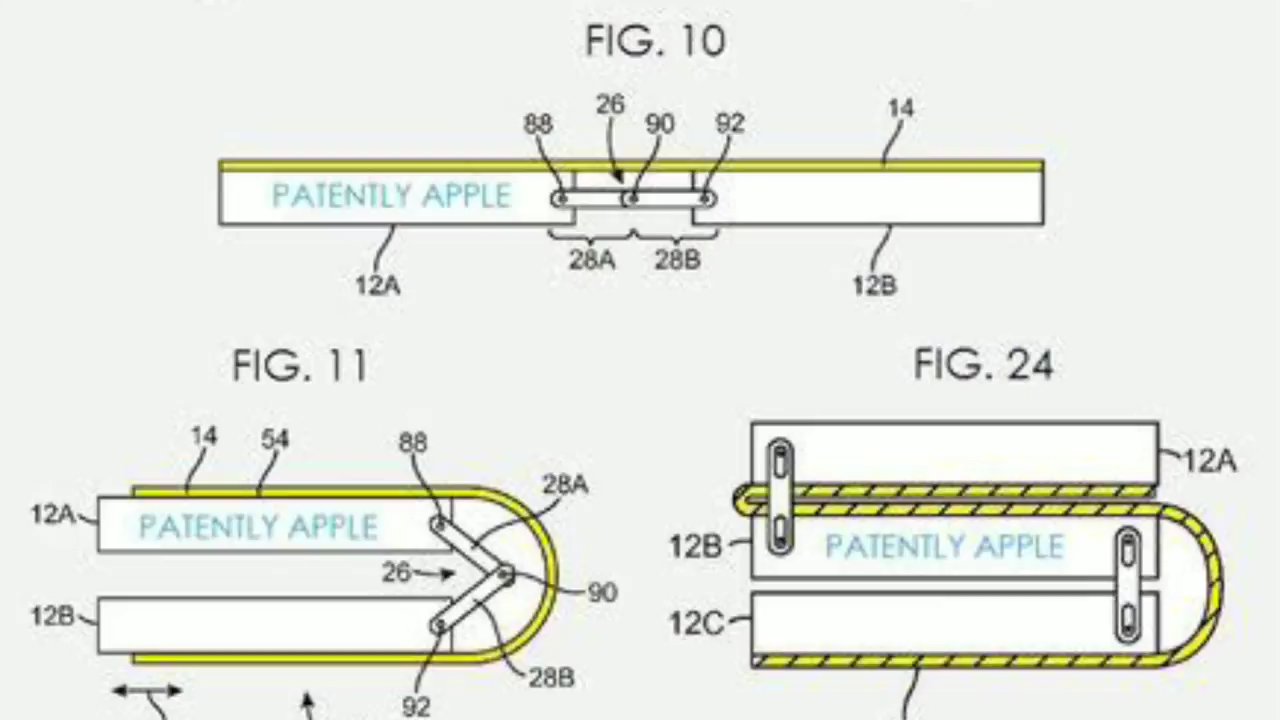 FIG. 10
26
88
90
92
14
PATENTLY APPLE
28A
28B
12A
12B
FIG. 11
14
54
88
28A
12A
PATENTLY APPLE
26
90
12B
28B
92
FIG. 24
12A
12B
PATENTLY APPLE
12C